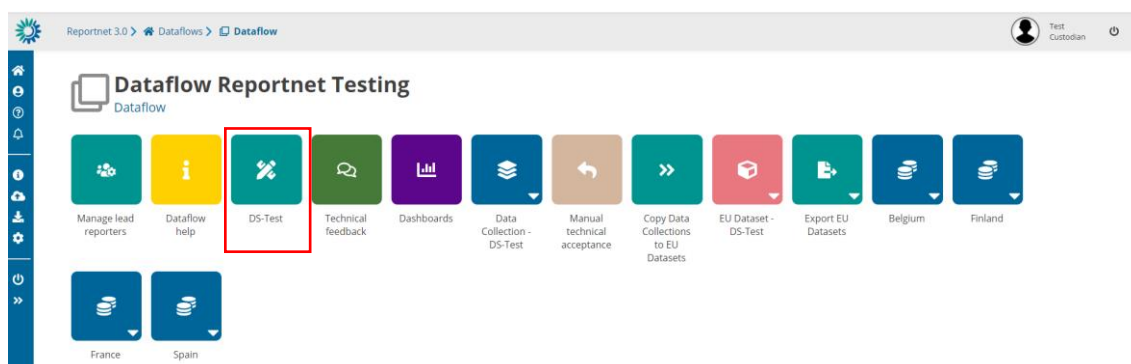 Reportnet 3.0 > Dataflows > Dataflow
Test
Custodian
Dataflow Reportnet Testing
Dataflow
Manage lead
reporters
Dataflow
help
DS-Test
Technical
feedback
Dashboards
Data
Collection -
DS-Test
Manual
technical
acceptance
Copy Data
Collections
to EU
Datasets
EU Dataset -
DS-Test
Export EU
Datasets
Belgium
Finland
France
Spain